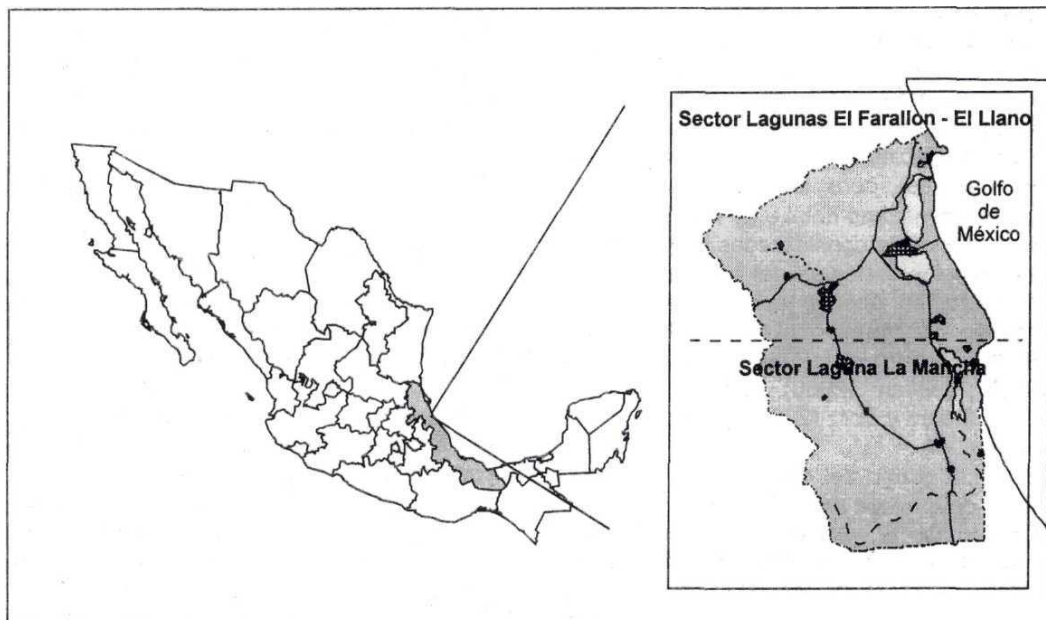 Sector Lagunas El Farallon - El Llano
Golfo
de
México
Sector Laguna La Mancha